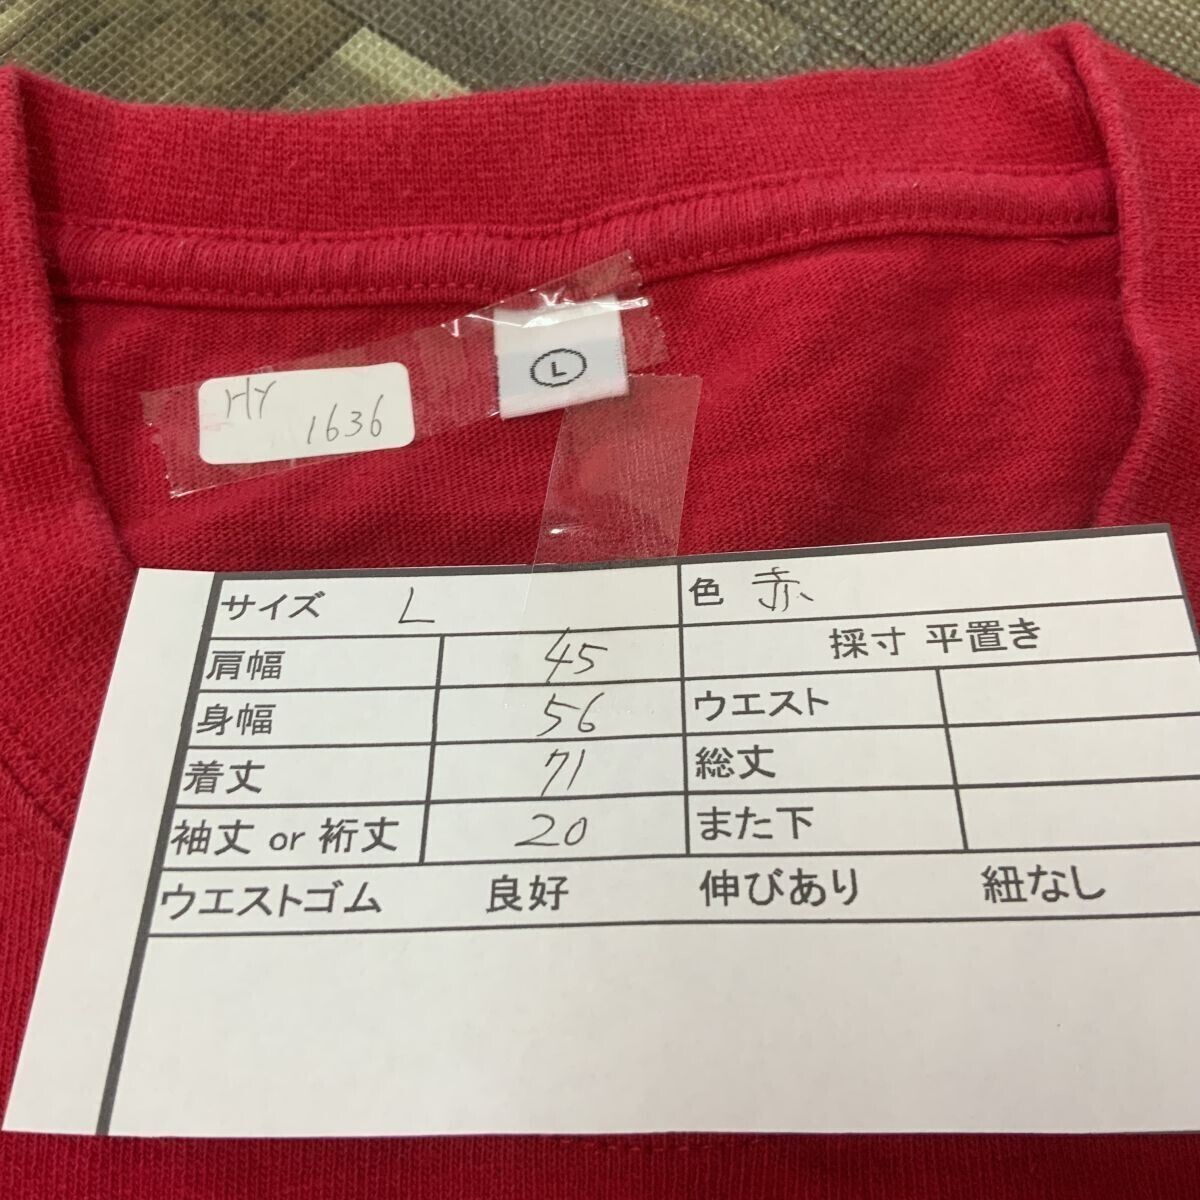 L
HY
1636
サイズ L 色 赤
肩幅 45 採寸 平置き
身幅 56 ウエスト
着丈 71 総丈
袖丈 or 裄丈 20 また下
ウエストゴム 良好 伸びあり 紐なし